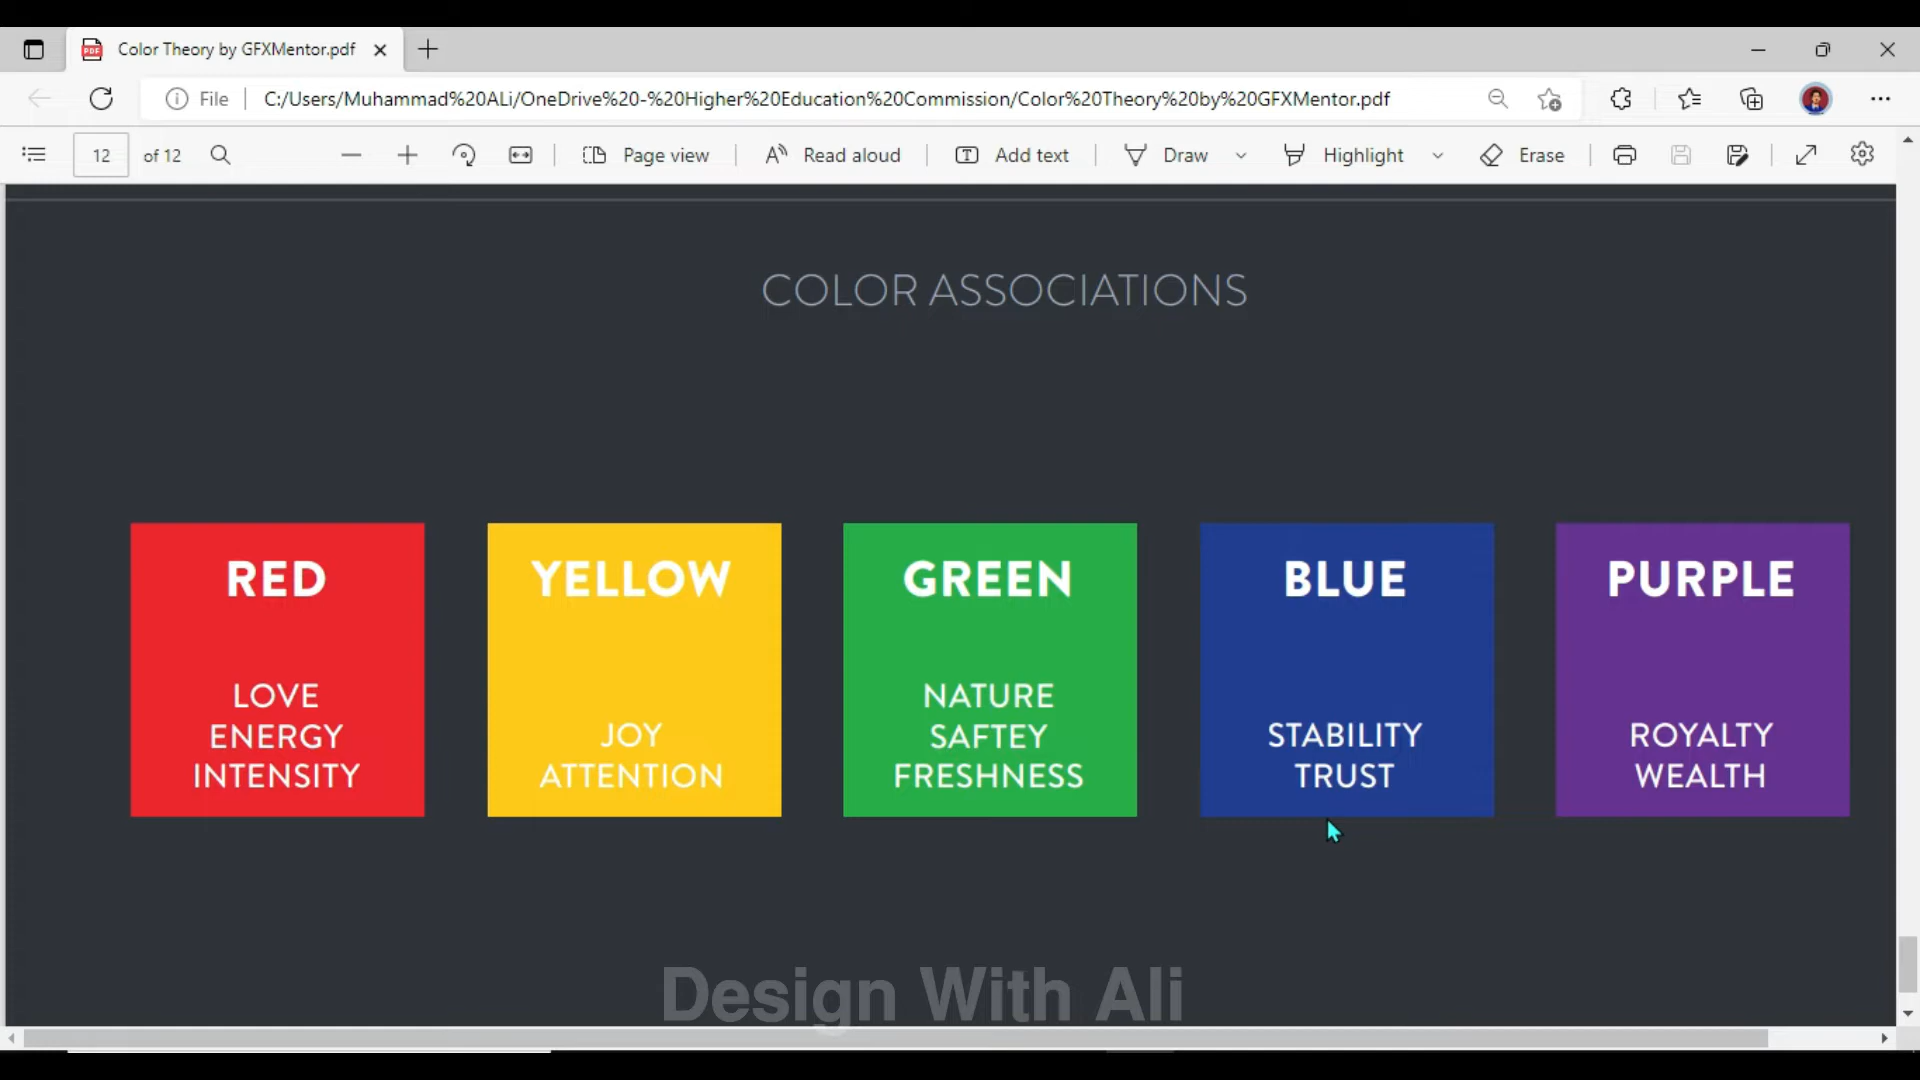 Color Theory by GFXMentor.pdf
File C:/Users/Muhammad%20ALi/OneDrive%20-%20Higher%20Education%20Commission/Color%20Theory%20by%20GFXMentor.pdf
12 of 12 Page view Read aloud Add text Draw Highlight Erase
COLOR ASSOCIATIONS
RED
LOVE
ENERGY
INTENSITY
YELLOW
JOY
ATTENTION
GREEN
NATURE
SAFTEY
FRESHNESS
BLUE
STABILITY
TRUST
PURPLE
ROYALTY
WEALTH
Design With Ali